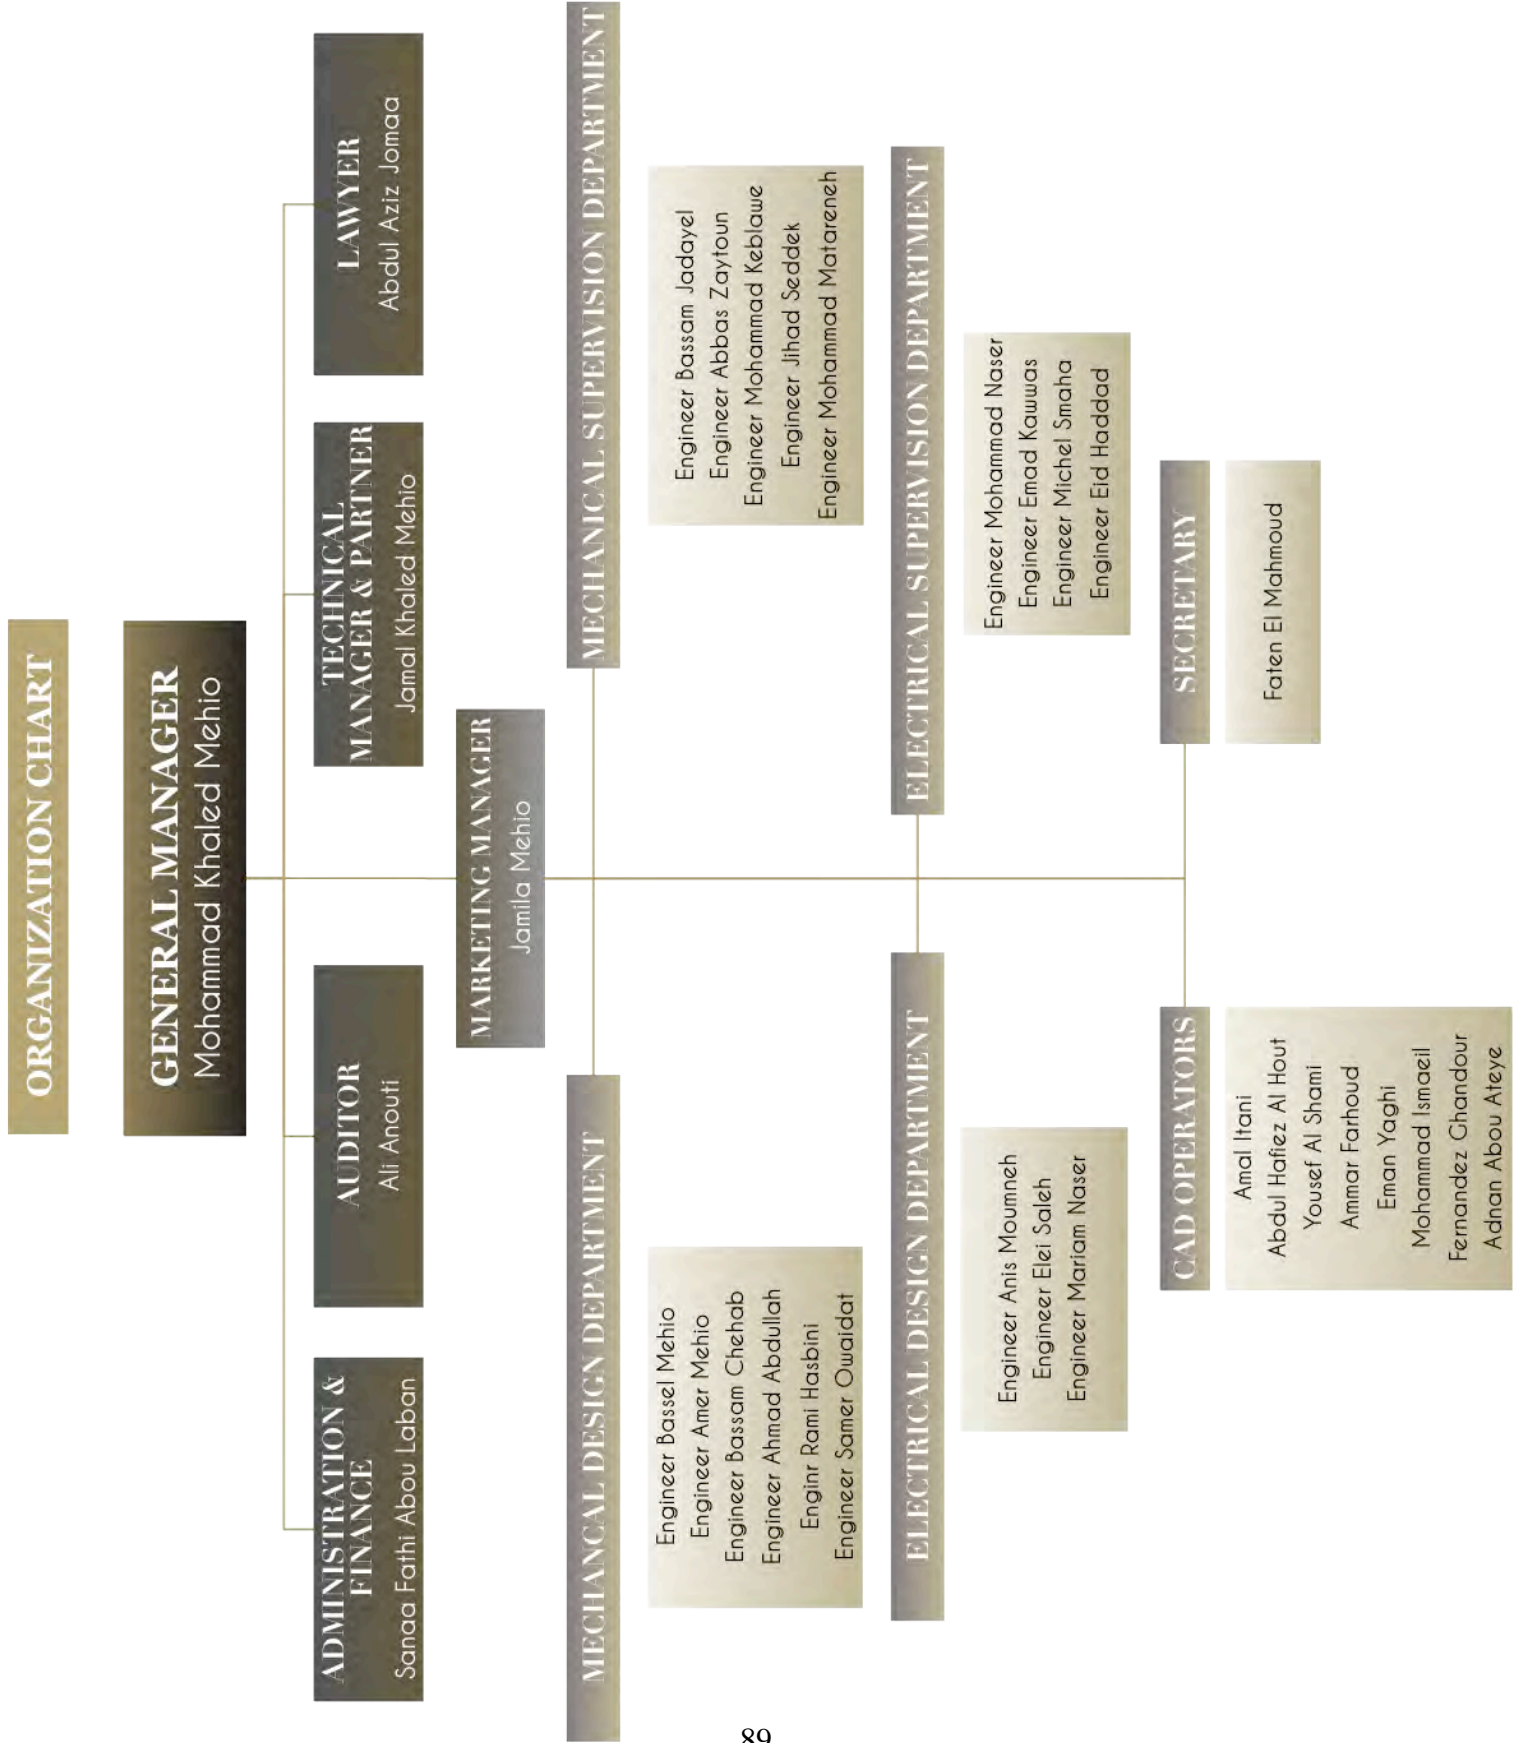 ORGANIZATION CHART
GENERAL MANAGER
Mohammad Khaled Mehio
ADMINISTRATION &
FINANCE
Sanaa Fathi Abou Laban
AUDITOR
Ali Anouti
TECHNICAL
MANAGER & PARTNER
Jamal Khaled Mehio
LAWYER
Abdul Aziz Jomaa
MARKETING MANAGER
Jamila Mehio
MECHANCAL DESIGN DEPARTMENT
Engineer Bassel Mehio
Engineer Amer Mehio
Engineer Bassam Chehab
Engineer Ahmad Abdullah
Enginr Rami Hasbini
Engineer Samer Owaidat
MECHANICAL SUPERVISION DEPARTMENT
Engineer Bassam Jadayel
Engineer Abbas Zaytoun
Engineer Mohammad Keblawe
Engineer Jihad Seddek
Engineer Mohammad Matareneh
ELECTRICAL DESIGN DEPARTMENT
Engineer Anis Moumneh
Engineer Elei Saleh
Engineer Mariam Naser
ELECTRICAL SUPERVISION DEPARTMENT
Engineer Mohammad Naser
Engineer Emad Kawwas
Engineer Michel Smaha
Engineer Eid Haddad
CAD OPERATORS
Amal Itani
Abdul Hafiez Al Hout
Yousef Al Shami
Ammar Farhoud
Eman Yaghi
Mohammad Ismaeil
Fernandez Ghandour
Adnan Abou Ateye
SECRETARY
Faten El Mahmoud
89